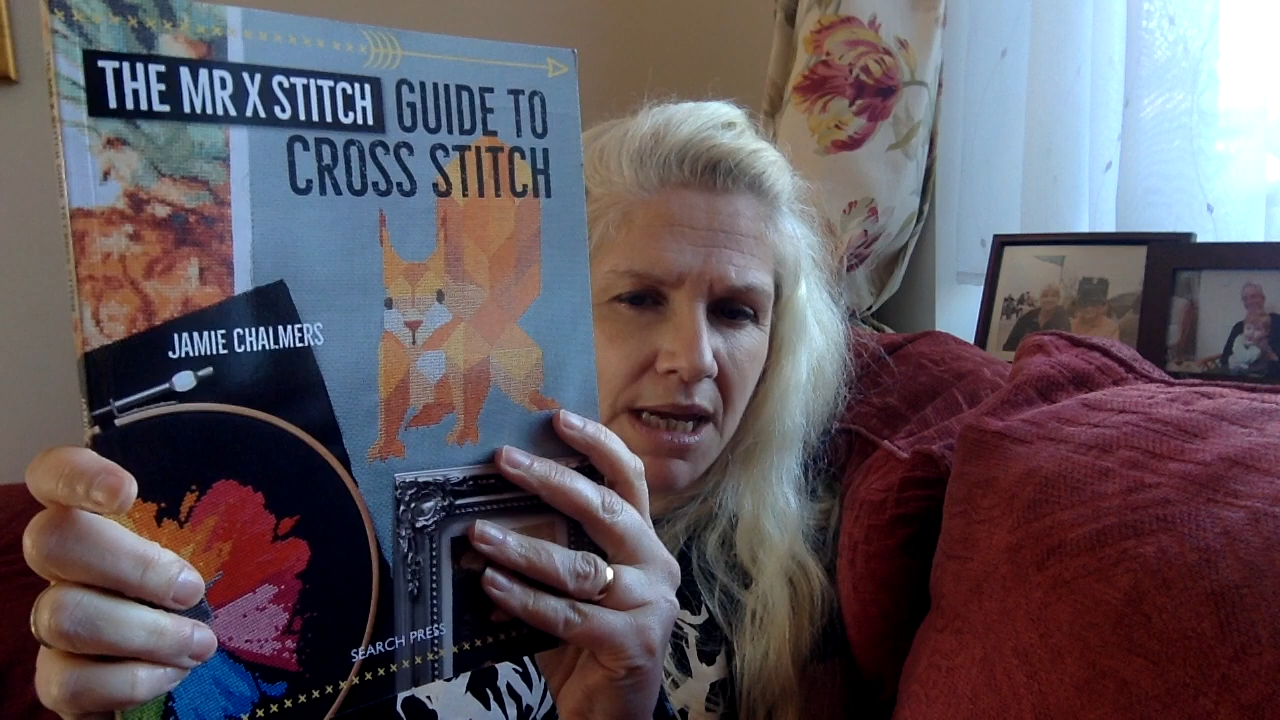 THE MR X STITCH GUIDE TO
CROSS STITCH
JAMIE CHALMERS
SEARCH PRESS